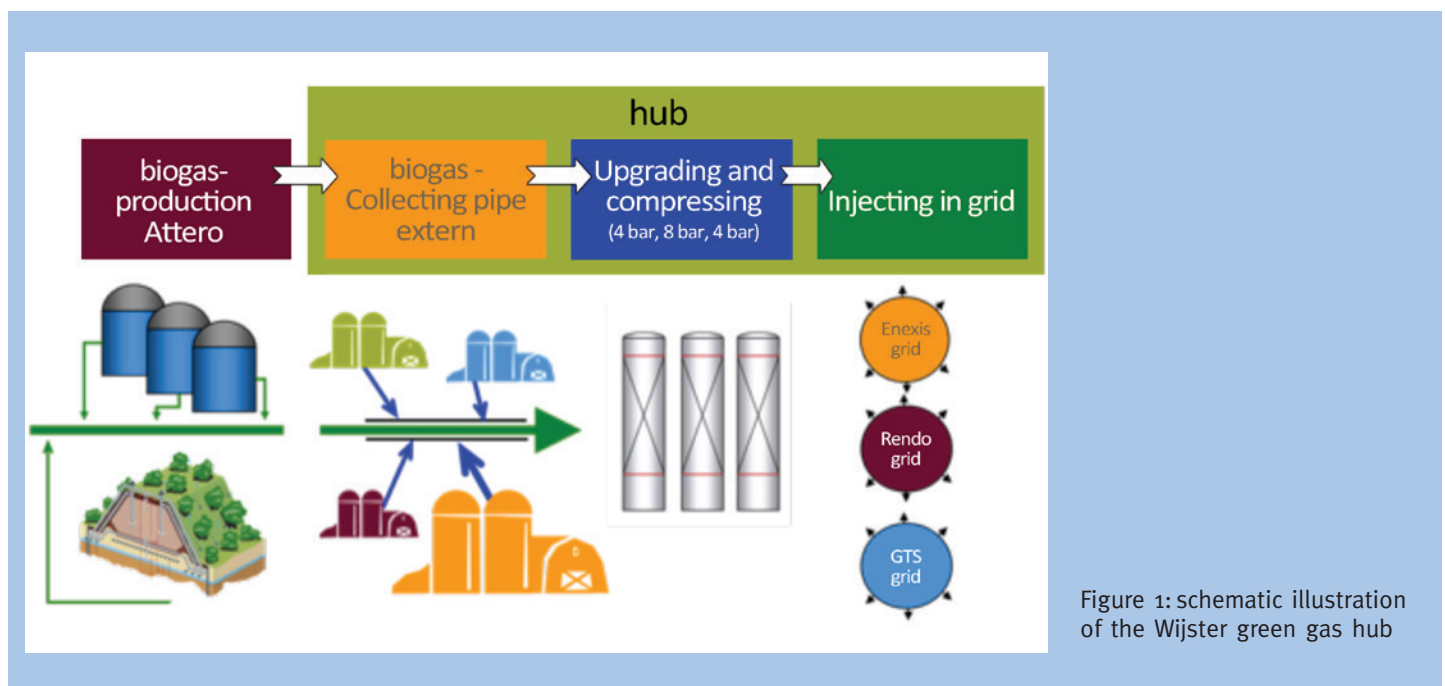 hub
biogas-
production
Attero
biogas -
Collecting pipe
extern
Upgrading and
compressing
(4 bar, 8 bar, 4 bar)
Injecting in grid
Enexis
grid
Rendo
grid
GTS
grid
Figure 1: schematic illustration
of the Wijster green gas hub